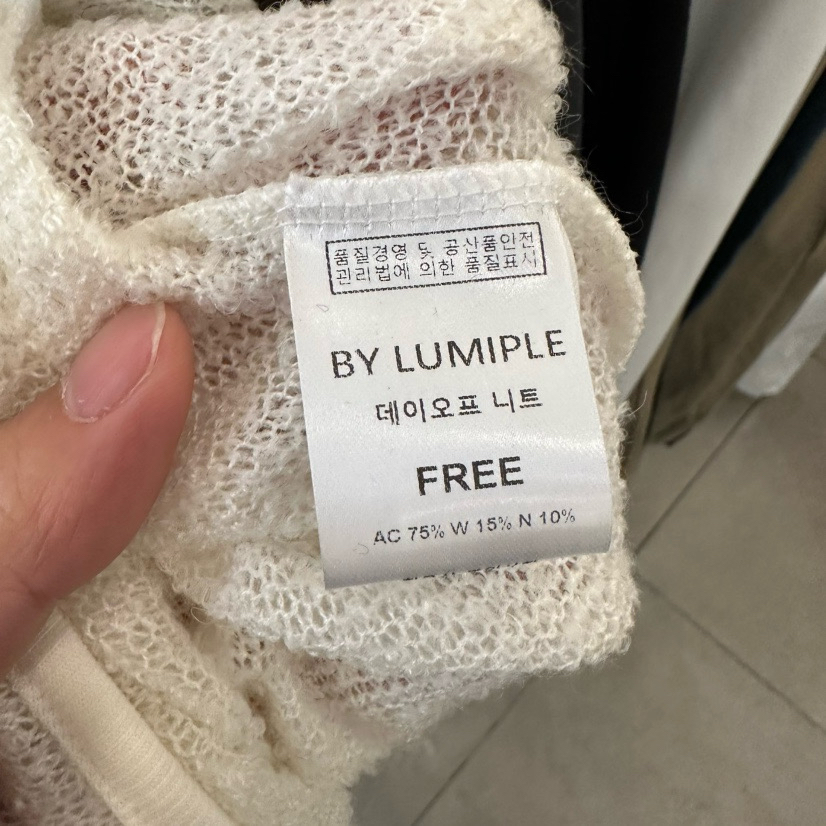 품질경영 및 공산품안전
관리법에 의한 품질표시
BY LUMIPLE
데이오프 니트
FREE
AC 75% W 15% N 10%